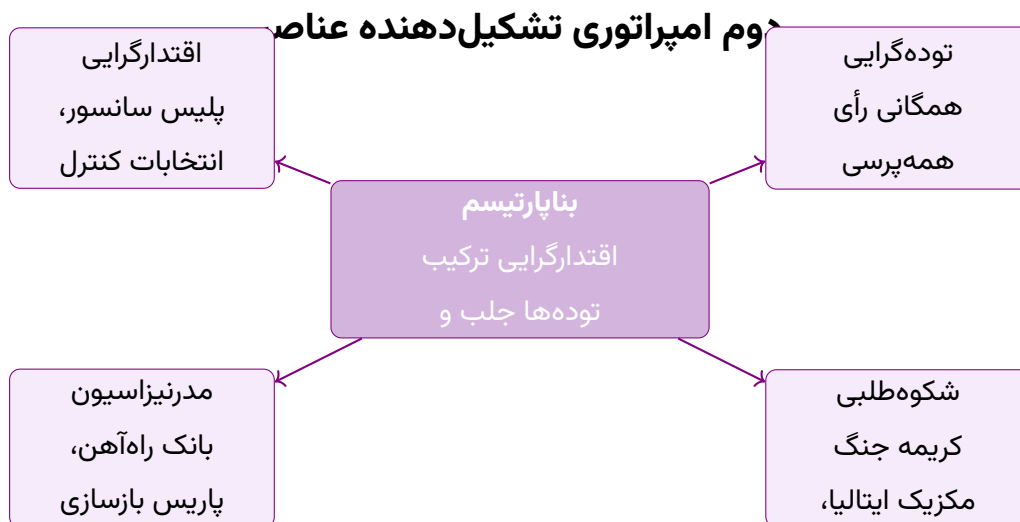 دوم امپراتوری تشکیل‌دهنده عناصر
توده‌گرایی
همگانی رأی
همه‌پرسی
اقتدارگرایی
پلیس سانسور،
انتخابات کنترل
بناپارتیسم
اقتدارگرایی ترکیب
توده‌ها جلب و
شکوه‌طلبی
کریمه جنگ
مکزیک ایتالیا،
مدرنیزاسیون
بانک راه‌آهن،
پاریس بازسازی